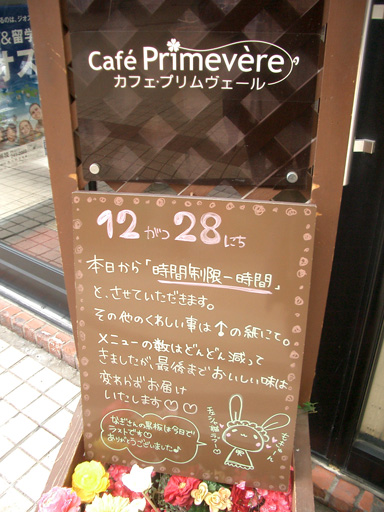 &留学
Café Primevère
カフェ・プリムヴェール
12がつ28にち
本日から「時間制限一時間」
と、させていただきます。
その他のくわしい事は↑の紙にて。
メニューの数はどんどん減って
きましたが、最後までおいしい味は
変わらずお届け
いたします♡♡
なぎさんの黒板は今日で
ラストです♡
ありがとうございました♪